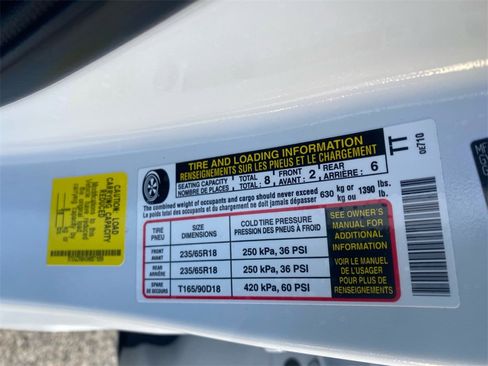 TIRE AND LOADING INFORMATION
RENSEIGNEMENTS SUR LES PNEUS ET LE CHARGEMENT
SEATING CAPACITY
NOMBRE DE PLACES
TOTAL : 8
FRONT
AVANT : 2
REAR
ARRIÈRE : 6
The combined weight of occupants and cargo should never exceed
Le poids total des occupants et du chargement ne doit jamais dépasser
630 kg or / ou 1390 lbs.
TIRE
PNEU
SIZE
DIMENSIONS
COLD TIRE PRESSURE
PRESSION DES PNEUS À FROID
FRONT
AVANT
235/65R18
250 kPa, 36 PSI
REAR
ARRIÈRE
235/65R18
250 kPa, 36 PSI
SPARE
DE SECOURS
T165/90D18
420 kPa, 60 PSI
SEE OWNER'S
MANUAL FOR
ADDITIONAL
INFORMATION
VOIR LE MANUEL
DE L'USAGER
POUR PLUS DE
RENSEIGNEMENTS
TT
0E710
CAUTION LOAD
CARRYING CAPACITY
REDUCED